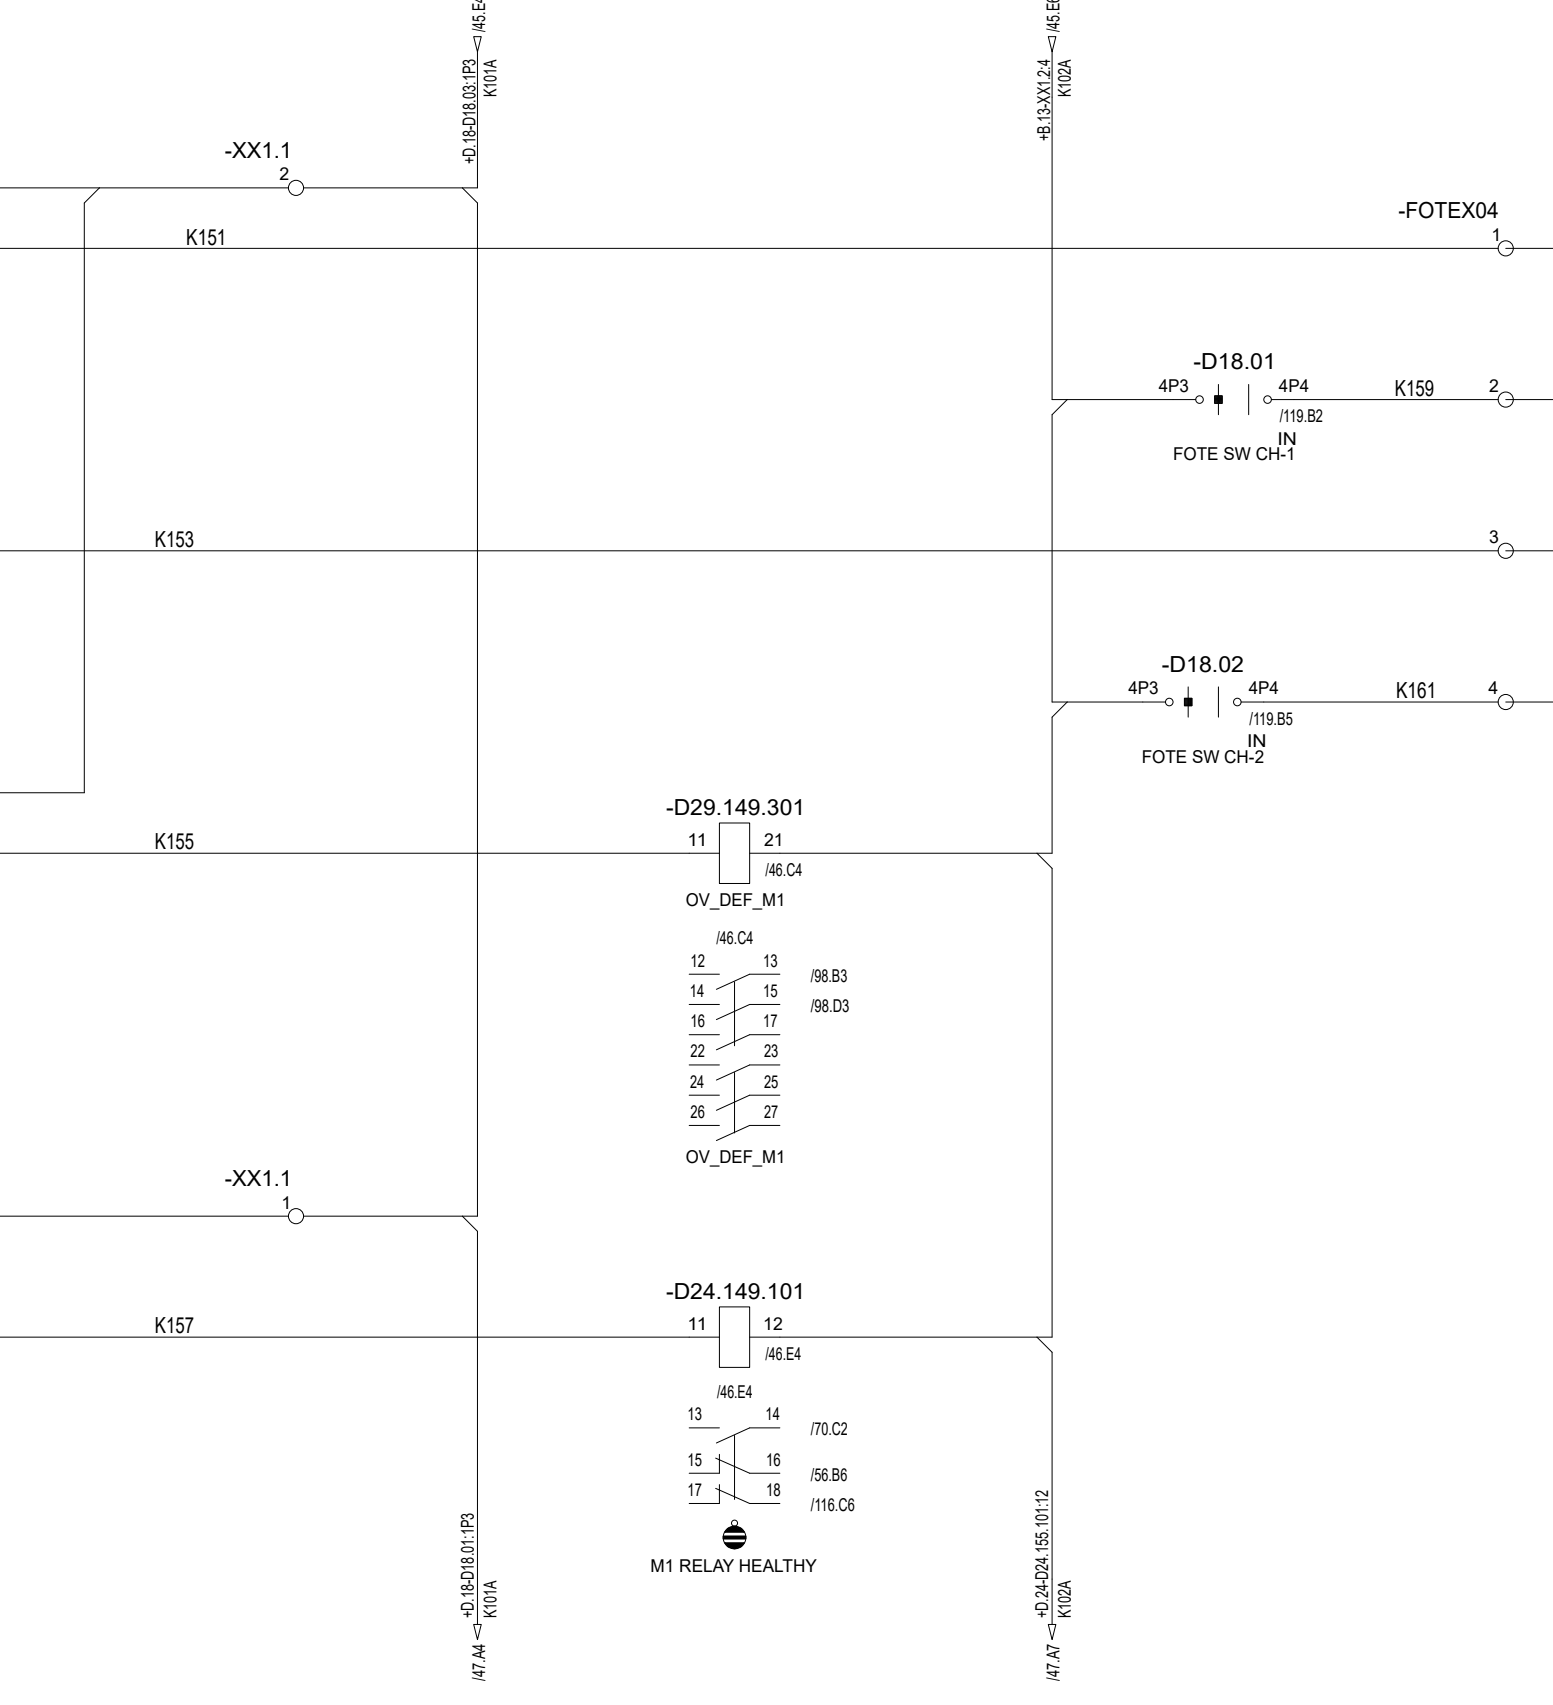 /45.E4
+D.18-D18.03:1P3
K101A
/45.E6
+B.13-XX1.2:4
K102A
-XX1.1
2
-FOTEX04
K151
1
-D18.01
4P3
4P4
K159
2
/119.B2
IN
FOTE SW CH-1
K153
3
-D18.02
4P3
4P4
K161
4
/119.B5
IN
FOTE SW CH-2
-D29.149.301
K155
11
21
/46.C4
OV_DEF_M1
/46.C4
12
13
/98.B3
14
15
/98.D3
16
17
22
23
24
25
26
27
OV_DEF_M1
-XX1.1
1
-D24.149.101
K157
11
12
/46.E4
/46.E4
13
14
/70.C2
15
16
/56.B6
17
18
/116.C6
M1 RELAY HEALTHY
+D.18-D18.01:1P3
K101A
/47.A4
+D.24-D24.155.101:12
K102A
/47.A7